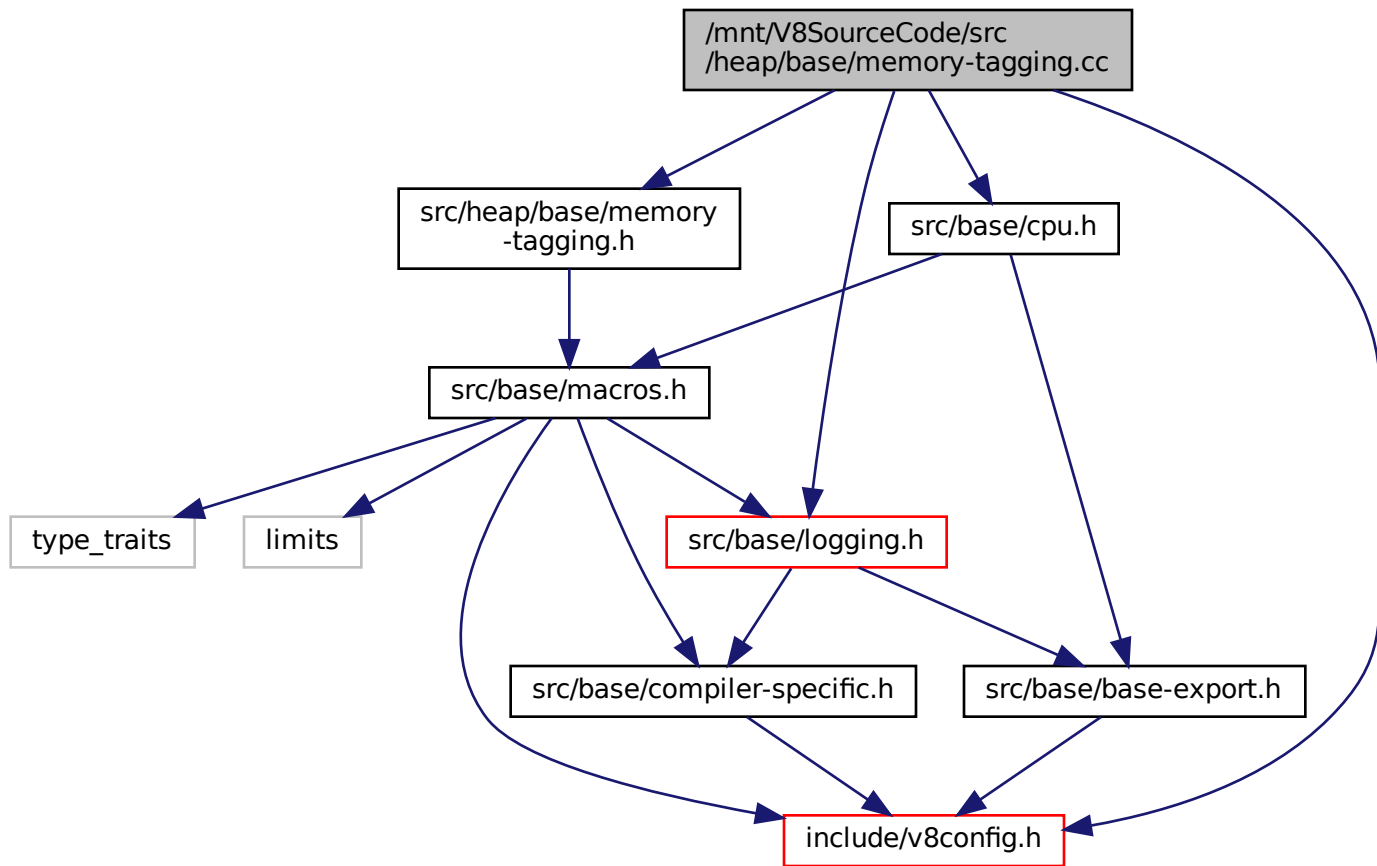 /mnt/V8SourceCode/src
/heap/base/memory-tagging.cc
src/heap/base/memory
-tagging.h
src/base/cpu.h
src/base/macros.h
type_traits
limits
src/base/logging.h
src/base/compiler-specific.h
src/base/base-export.h
include/v8config.h